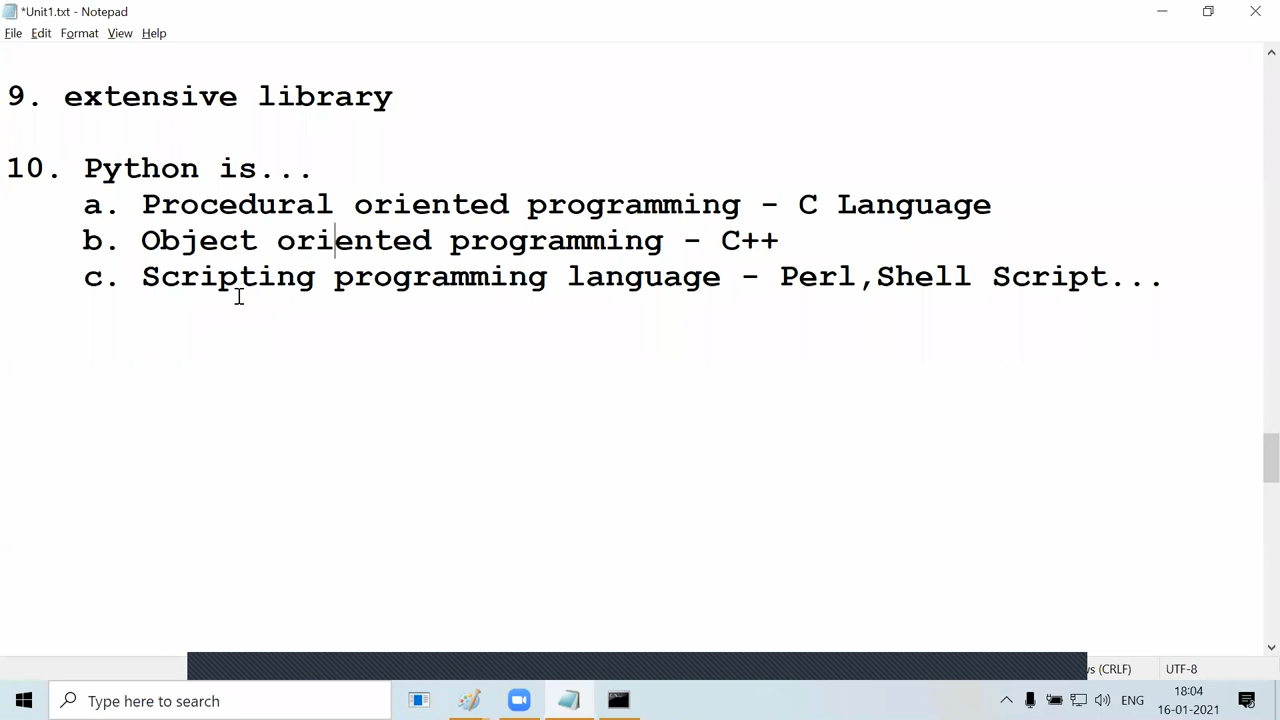 *Unit1.txt - Notepad
File Edit Format View Help
9. extensive library
10. Python is...
a. Procedural oriented programming - C Language
b. Object oriented programming - C++
c. Scripting programming language - Perl,Shell Script...
(CRLF) UTF-8
Type here to search
ENG
18:04
16-01-2021